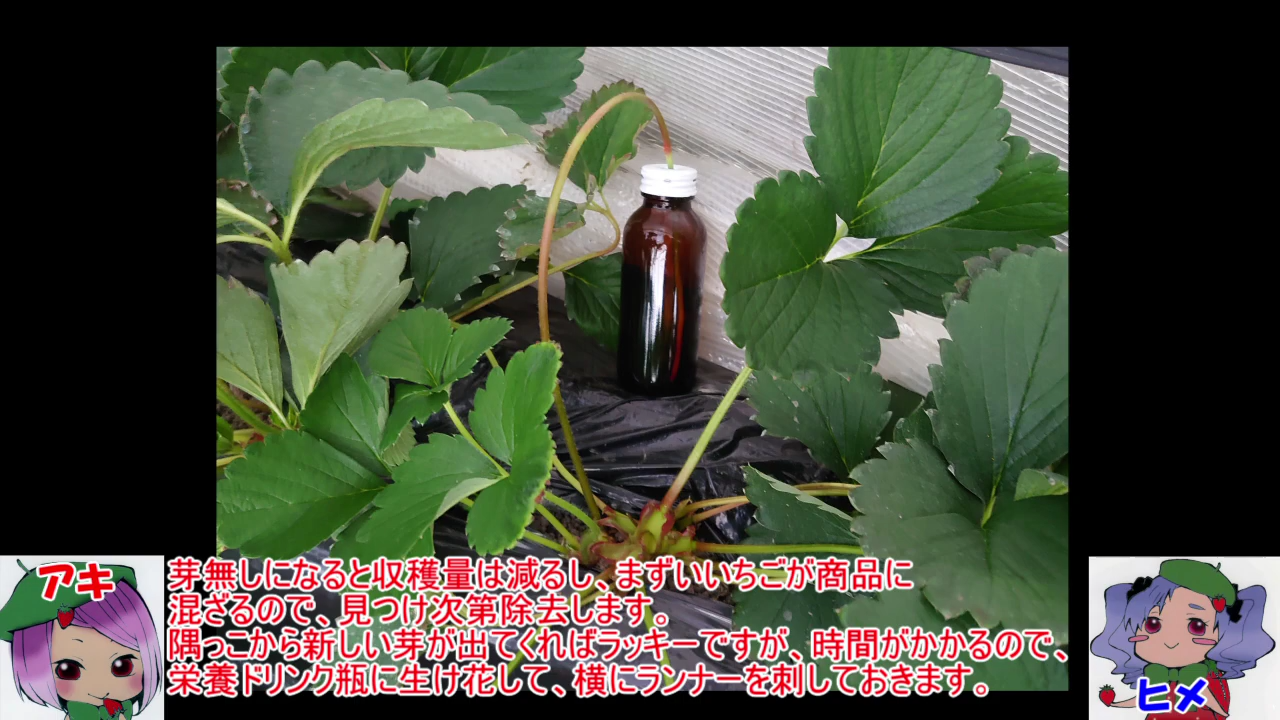 アキ
芽無しになると収穫量は減るし、まずいいちごが商品に
混ざるので、見つけ次第除去します。
隅っこから新しい芽が出てくればラッキーですが、時間がかかるので、
栄養ドリンク瓶に生け花して、横にランナーを刺しておきます。
ヒメ